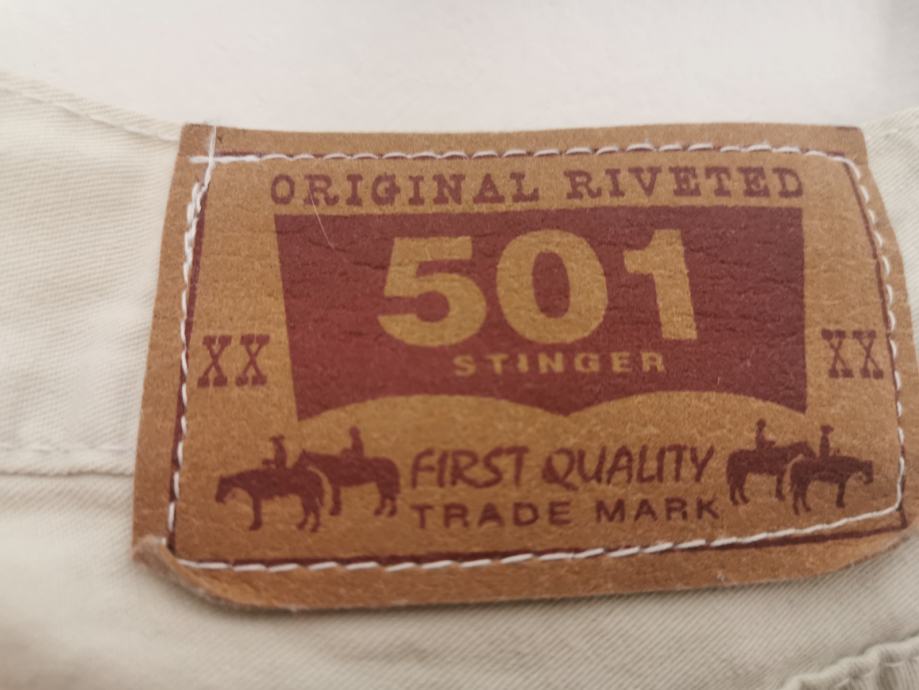 ORIGINAL RIVETED
501
STINGER
XX XX
FIRST QUALITY
TRADE MARK